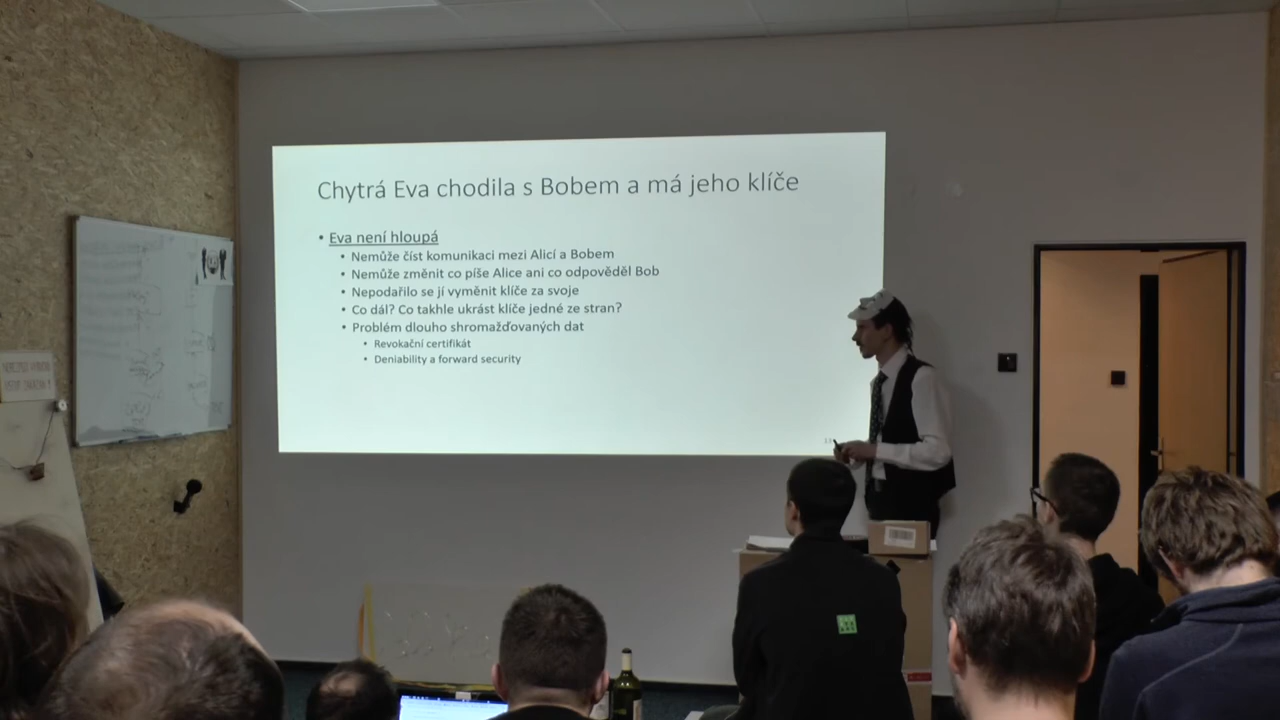 Chytrá Eva chodila s Bobem a má jeho klíče
• Eva není hloupá
• Nemůže číst komunikaci mezi Alicí a Bobem
• Nemůže změnit co píše Alice ani co odpověděl Bob
• Nepodařilo se jí vyměnit klíče za svoje
• Co dál? Co takhle ukrást klíče jedné ze stran?
• Problém dlouho shromažďovaných dat
• Revokační certifikát
• Deniability a forward security